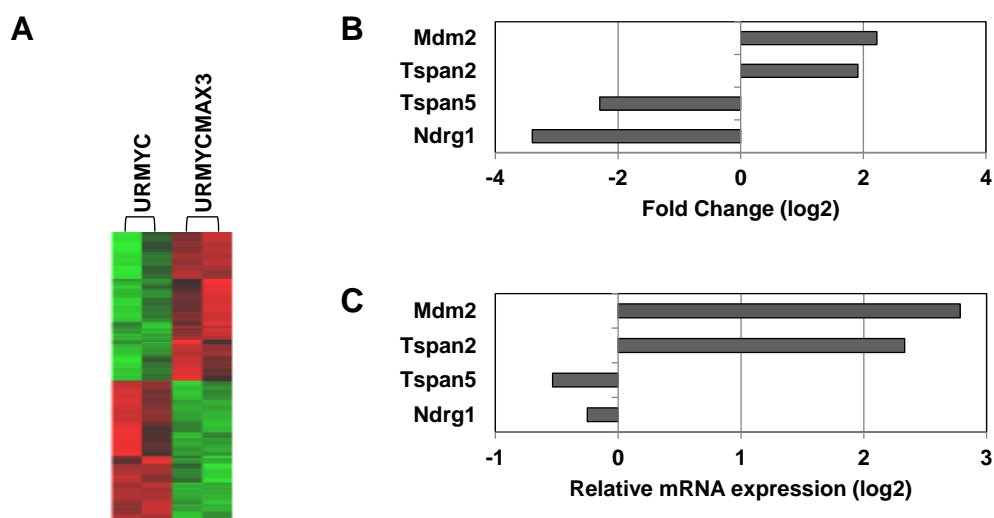 A
URMYC
URMYCMAX3
B
Mdm2
Tspan2
Tspan5
Ndrg1
-4 -2 0 2 4
Fold Change (log2)
C
Mdm2
Tspan2
Tspan5
Ndrg1
-1 0 1 2 3
Relative mRNA expression (log2)